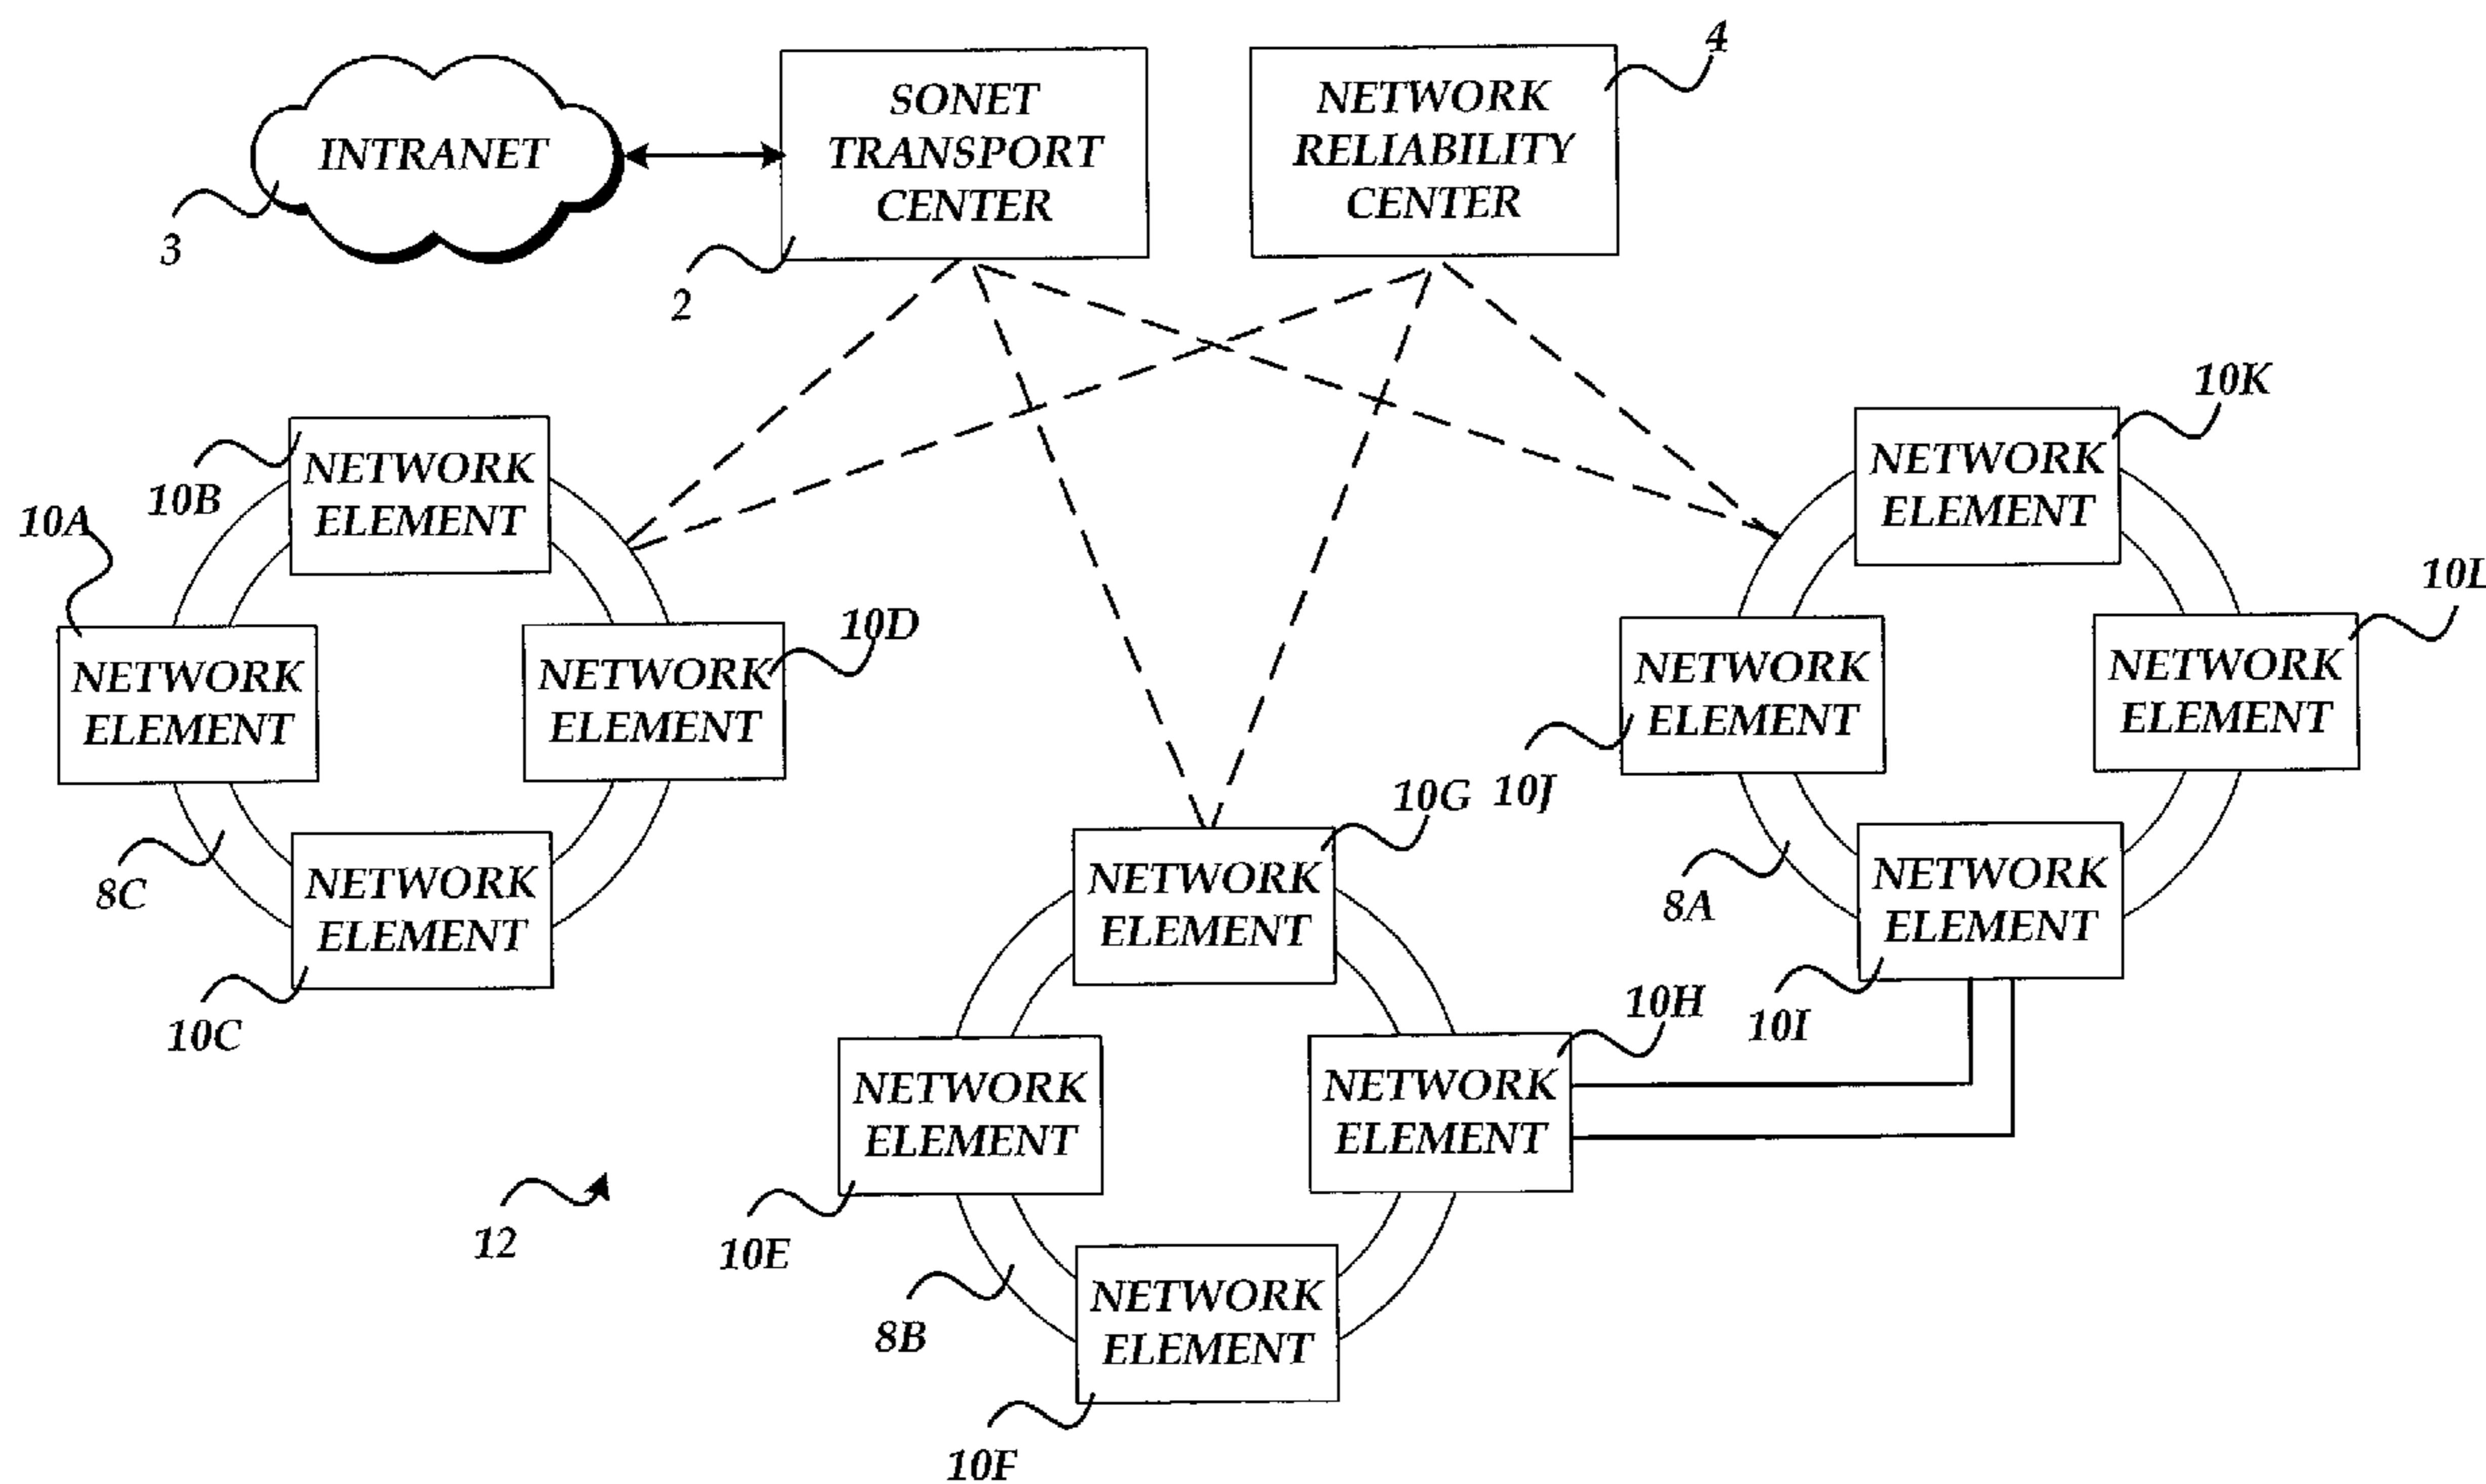 INTRANET
3
SONET
TRANSPORT
CENTER
2
NETWORK
RELIABILITY
CENTER
4
10B
NETWORK
ELEMENT
10A
NETWORK
ELEMENT
10D
NETWORK
ELEMENT
8C
NETWORK
ELEMENT
10C
10K
NETWORK
ELEMENT
10L
NETWORK
ELEMENT
10J
NETWORK
ELEMENT
8A
NETWORK
ELEMENT
10I
10G
NETWORK
ELEMENT
10H
NETWORK
ELEMENT
NETWORK
ELEMENT
10E
8B
NETWORK
ELEMENT
10F
12